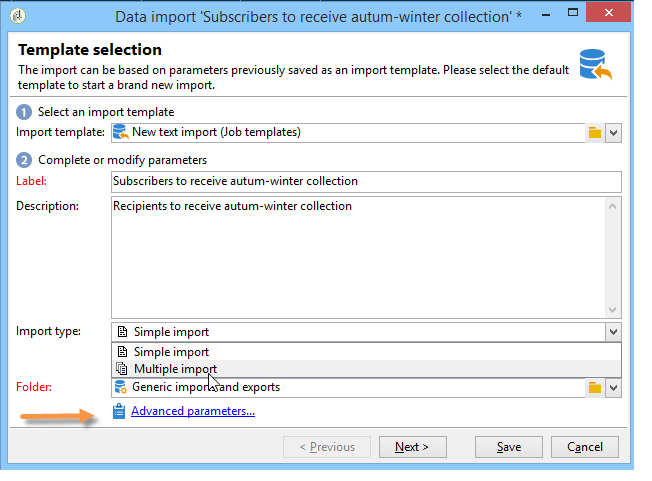 Data import 'Subscribers to receive autum-winter collection' *
Template selection
The import can be based on parameters previously saved as an import template. Please select the default
template to start a brand new import.
1 Select an import template
Import template: New text import (Job templates)
2 Complete or modify parameters
Label: Subscribers to receive autum-winter collection
Description: Recipients to receive autum-winter collection
Import type: Simple import
Simple import
Multiple import
Folder: Generic imports and exports
Advanced parameters...
< Previous Next > Save Cancel